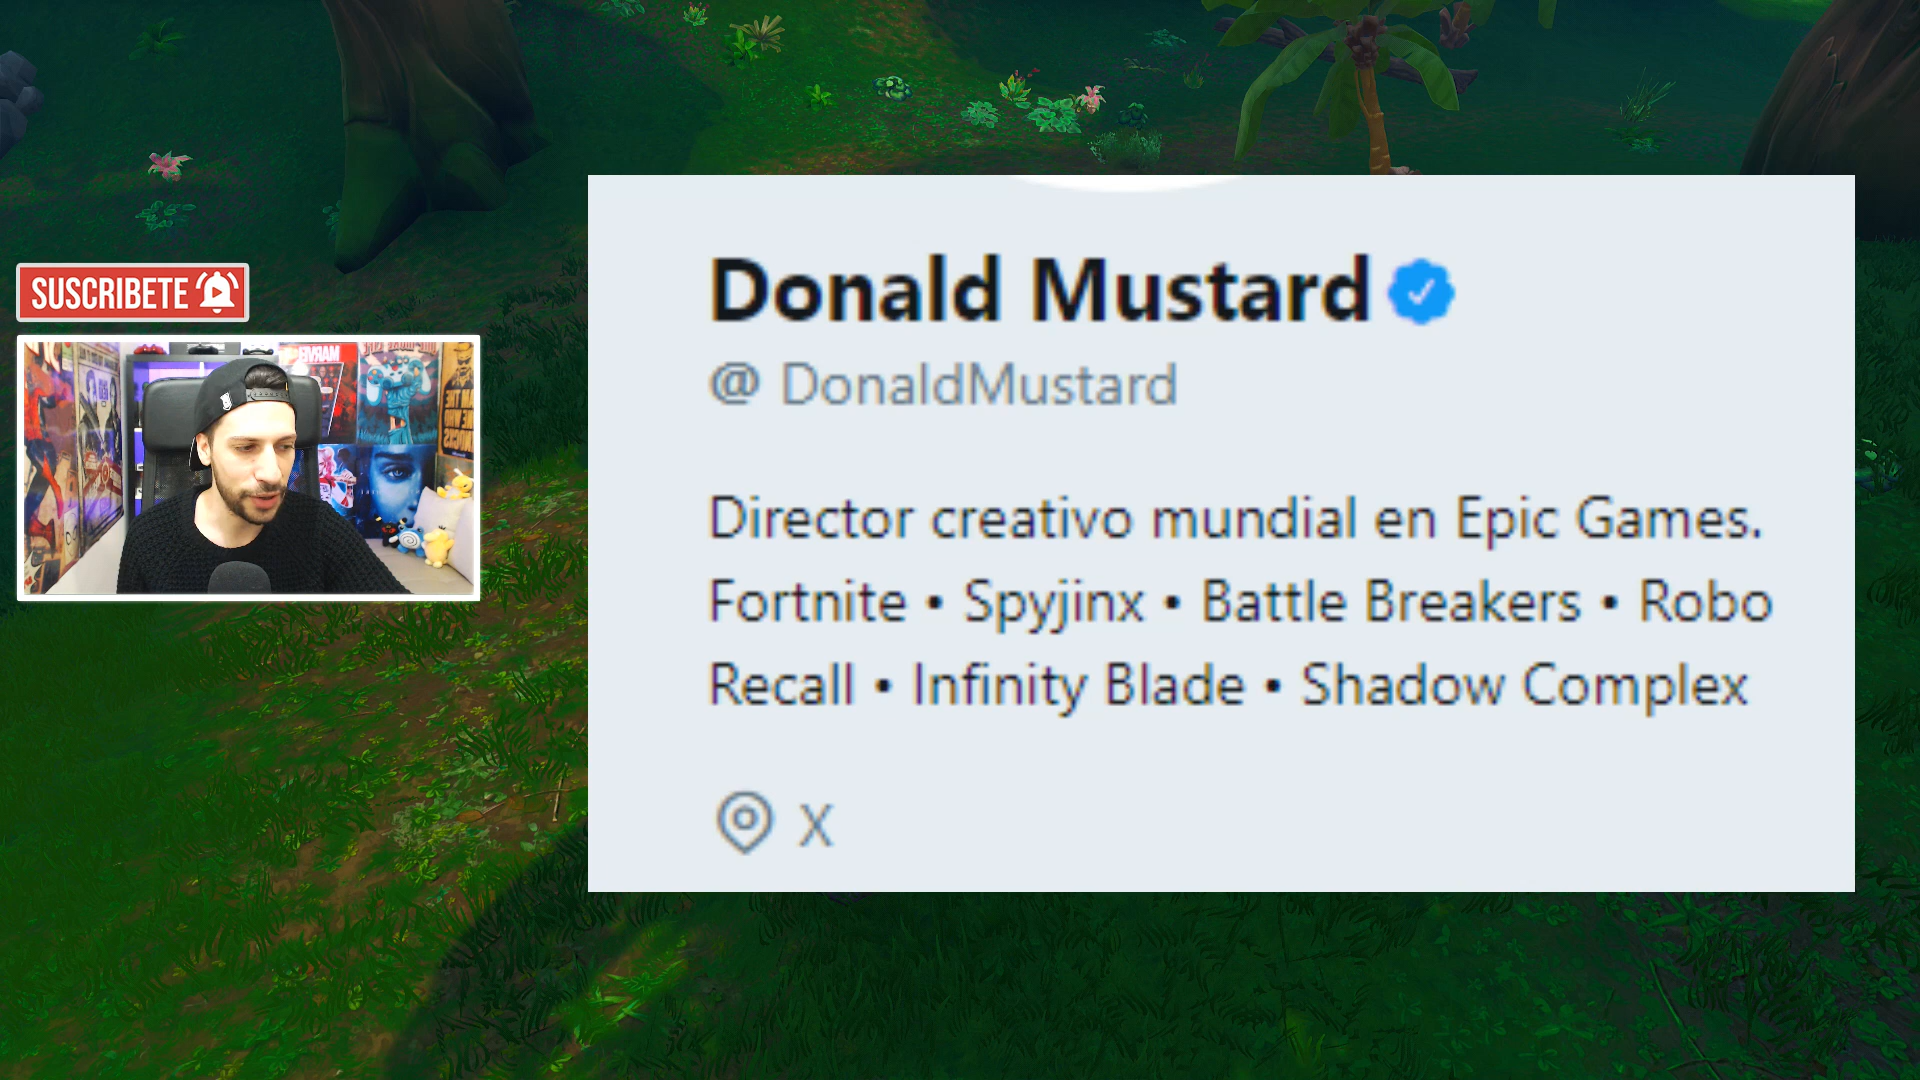 SUSCRIBETE
MARVEL
Donald Mustard
@ DonaldMustard
Director creativo mundial en Epic Games.
Fortnite • Spyjinx • Battle Breakers • Robo
Recall • Infinity Blade • Shadow Complex
X